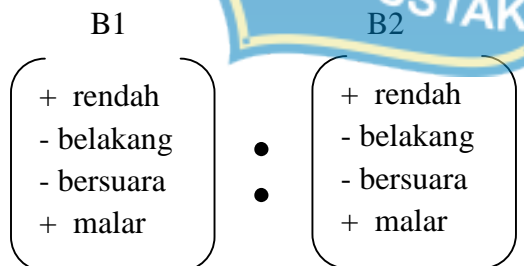 B1 B2
+ rendah + rendah
- belakang - belakang
- bersuara : - bersuara
+ malar + malar